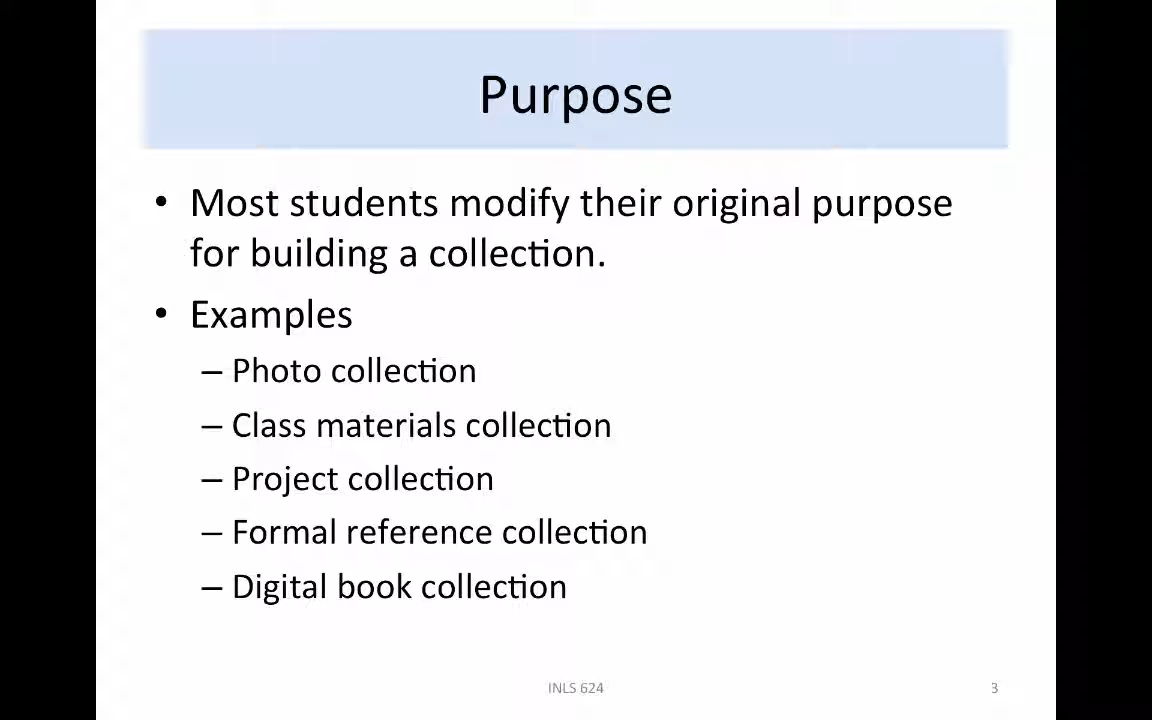 Purpose
• Most students modify their original purpose
for building a collection.
• Examples
– Photo collection
– Class materials collection
– Project collection
– Formal reference collection
– Digital book collection
INLS 624
3